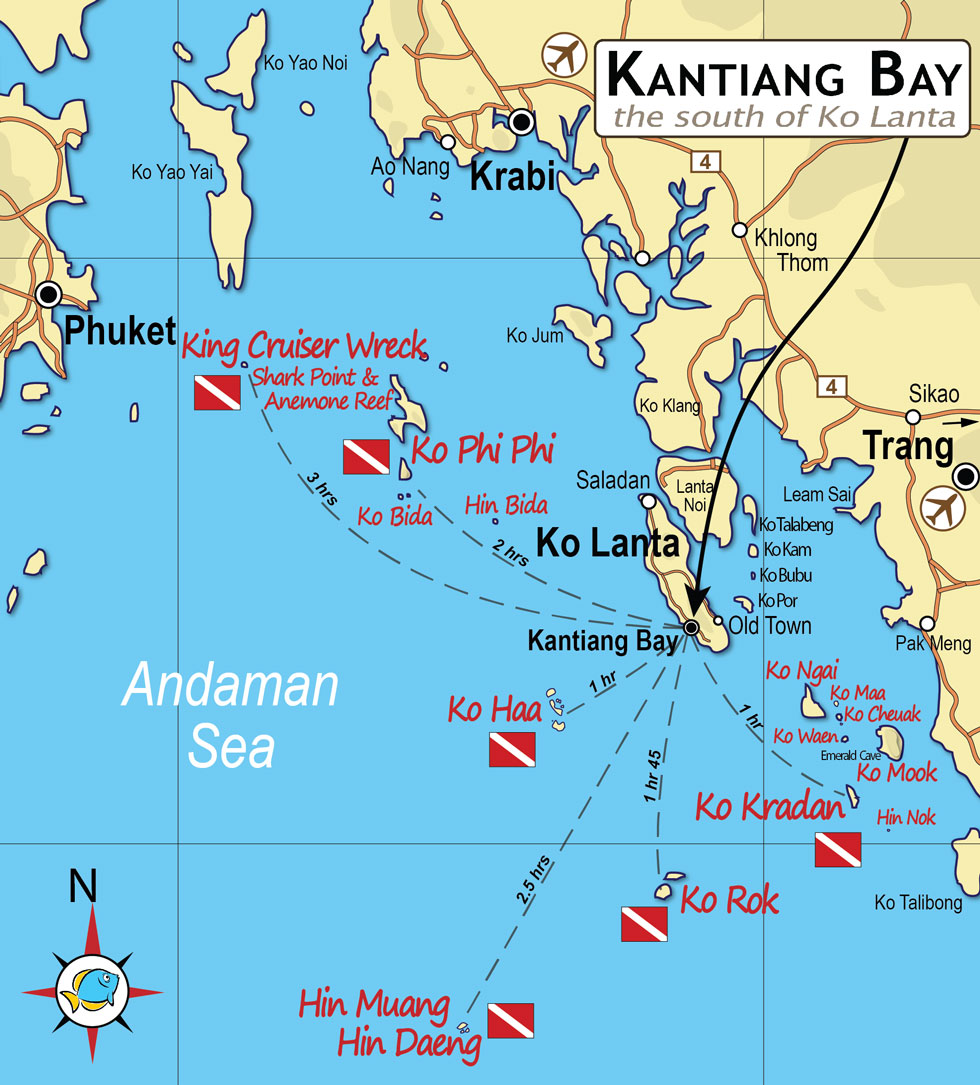 KANTIANG BAY
the south of Ko Lanta
Ko Yao Noi
Ko Yao Yai
Ao Nang
Krabi
4
Khlong
Thom
Phuket
King Cruiser Wreck
Shark Point &
Anemone Reef
Ko Jum
4
Sikao
Ko Klang
Trang
Ko Phi Phi
Saladan
Lanta
Noi
Leam Sai
3 hrs
Ko Bida
Hin Bida
Ko Talabeng
Ko Lanta
2 hrs
Ko Kam
Ko Bubu
Ko Por
Old Town
Kantiang Bay
Pak Meng
Andaman
Sea
Ko Ngai
1 hr
Ko Maa
Ko Haa
1 hr
Ko Cheuak
Ko Waen
Emerald Cave
Ko Mook
1 hr 45
Ko Kradan
Hin Nok
2.5 hrs
N
Ko Rok
Ko Talibong
Hin Muang
Hin Daeng